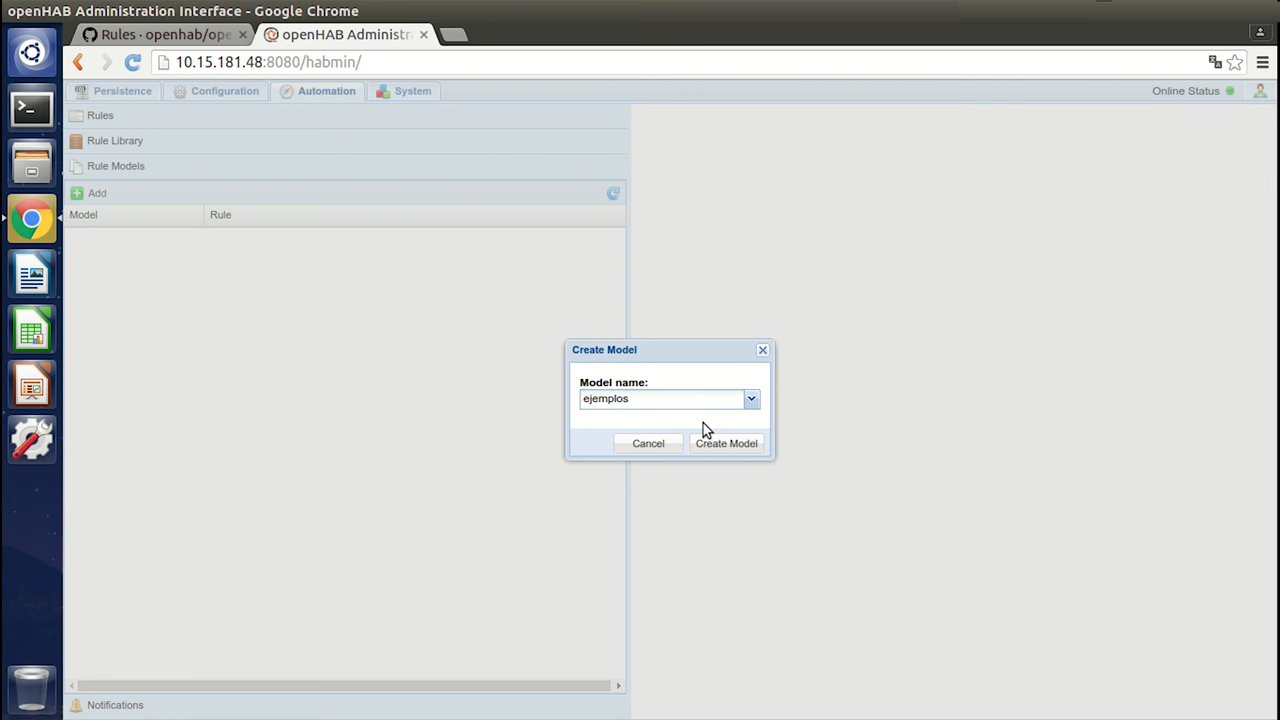 openHAB Administration Interface - Google Chrome
Rules · openhab/ope
openHAB Administr
10.15.181.48:8080/habmin/
Persistence
Configuration
Automation
System
Online Status
Rules
Rule Library
Rule Models
Add
Model
Rule
Create Model
Model name:
ejemplos
Cancel
Create Model
Notifications